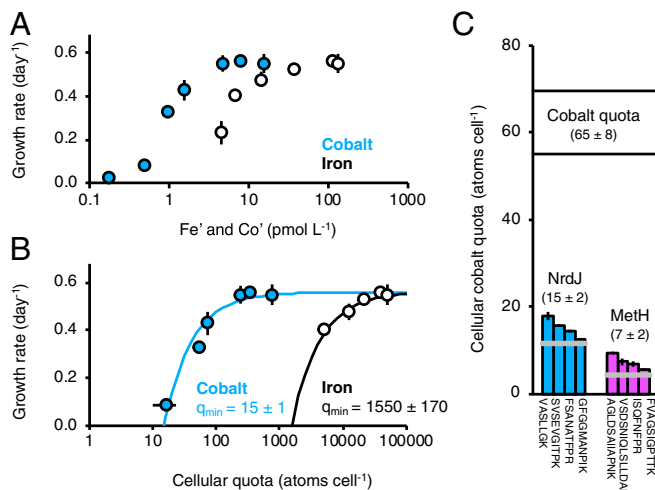 A
Growth rate (day-1)
0.6
0.4
0.2
0.0
Cobalt
Iron
0.1
1
10
100
1000
Fe' and Co' (pmol L-1)
B
Growth rate (day-1)
0.6
0.4
0.2
0.0
Cobalt
qmin = 15 ± 1
Iron
qmin = 1550 ± 170
1
10
100
1000
10000
100000
Cellular quota (atoms cell-1)
C
Cellular cobalt quota (atoms cell-1)
80
60
40
20
0
Cobalt quota
(65 ± 8)
NrdJ
(15 ± 2)
MetH
(7 ± 2)
VASLLGK
SVSEVGITPK
FSANATFPR
GFGGMANPIK
AGLDSAIIAPNK
VSDSNIQLSLLDA
ISQFNFPR
FVAGSIGPTTK